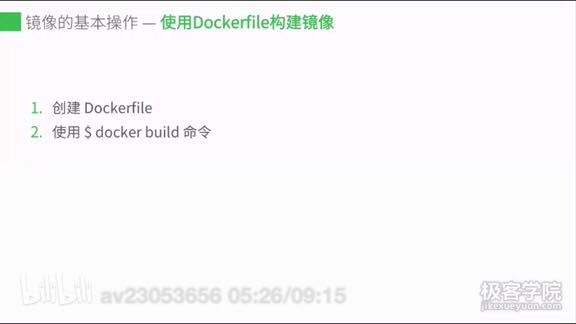 镜像的基本操作 — 使用Dockerfile构建镜像
1. 创建 Dockerfile
2. 使用 $ docker build 命令
bilibili av23053656 05:26/09:15
极客学院
jikexueyuan.com